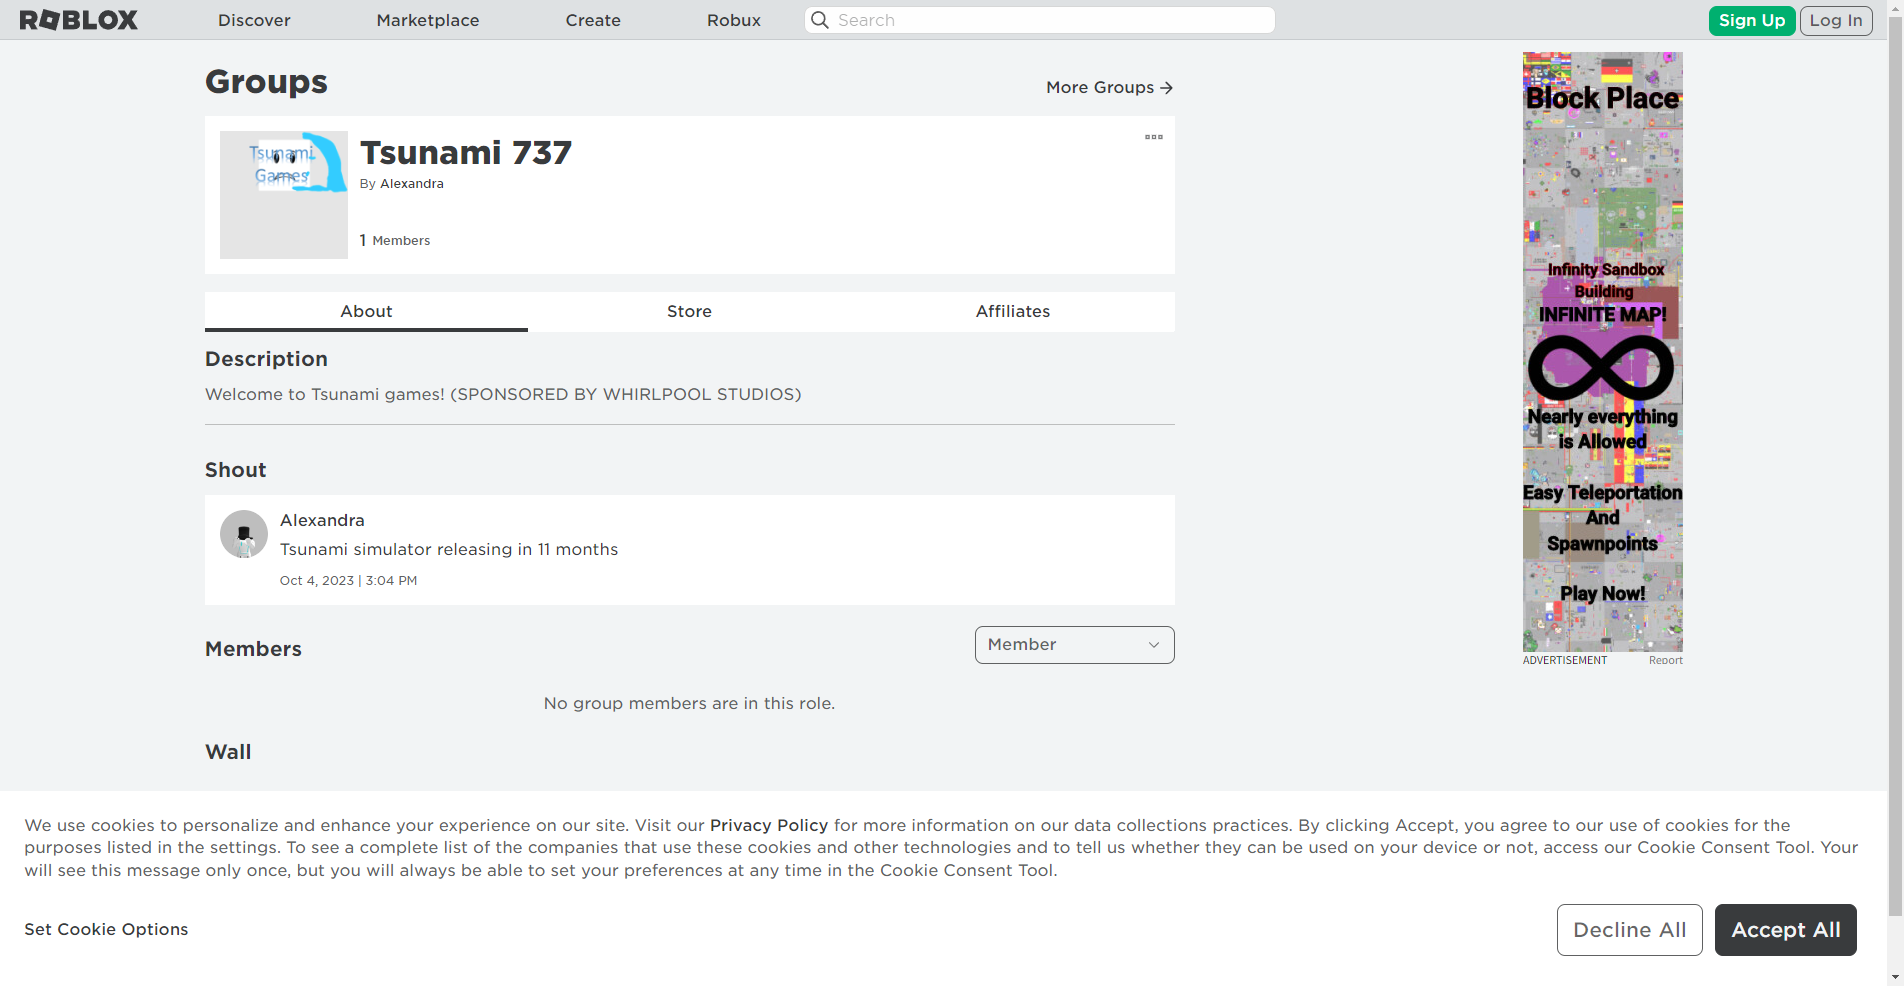 ROBLOX
Discover
Marketplace
Create
Robux
Search
Sign Up
Log In
Groups
More Groups
Tsunami
Games
Tsunami 737
By Alexandra
1 Members
About
Store
Affiliates
Description
Welcome to Tsunami games! (SPONSORED BY WHIRLPOOL STUDIOS)
Shout
Alexandra
Tsunami simulator releasing in 11 months
Oct 4, 2023 | 3:04 PM
Members
Member
No group members are in this role.
Wall
Block Place
Infinity Sandbox
Building
INFINITE MAP!
Nearly everything
is Allowed
Easy Teleportation
And
Spawnpoints
Play Now!
ADVERTISEMENT
Report
We use cookies to personalize and enhance your experience on our site. Visit our Privacy Policy for more information on our data collections practices. By clicking Accept, you agree to our use of cookies for the
purposes listed in the settings. To see a complete list of the companies that use these cookies and other technologies and to tell us whether they can be used on your device or not, access our Cookie Consent Tool. Your
will see this message only once, but you will always be able to set your preferences at any time in the Cookie Consent Tool.
Set Cookie Options
Decline All
Accept All